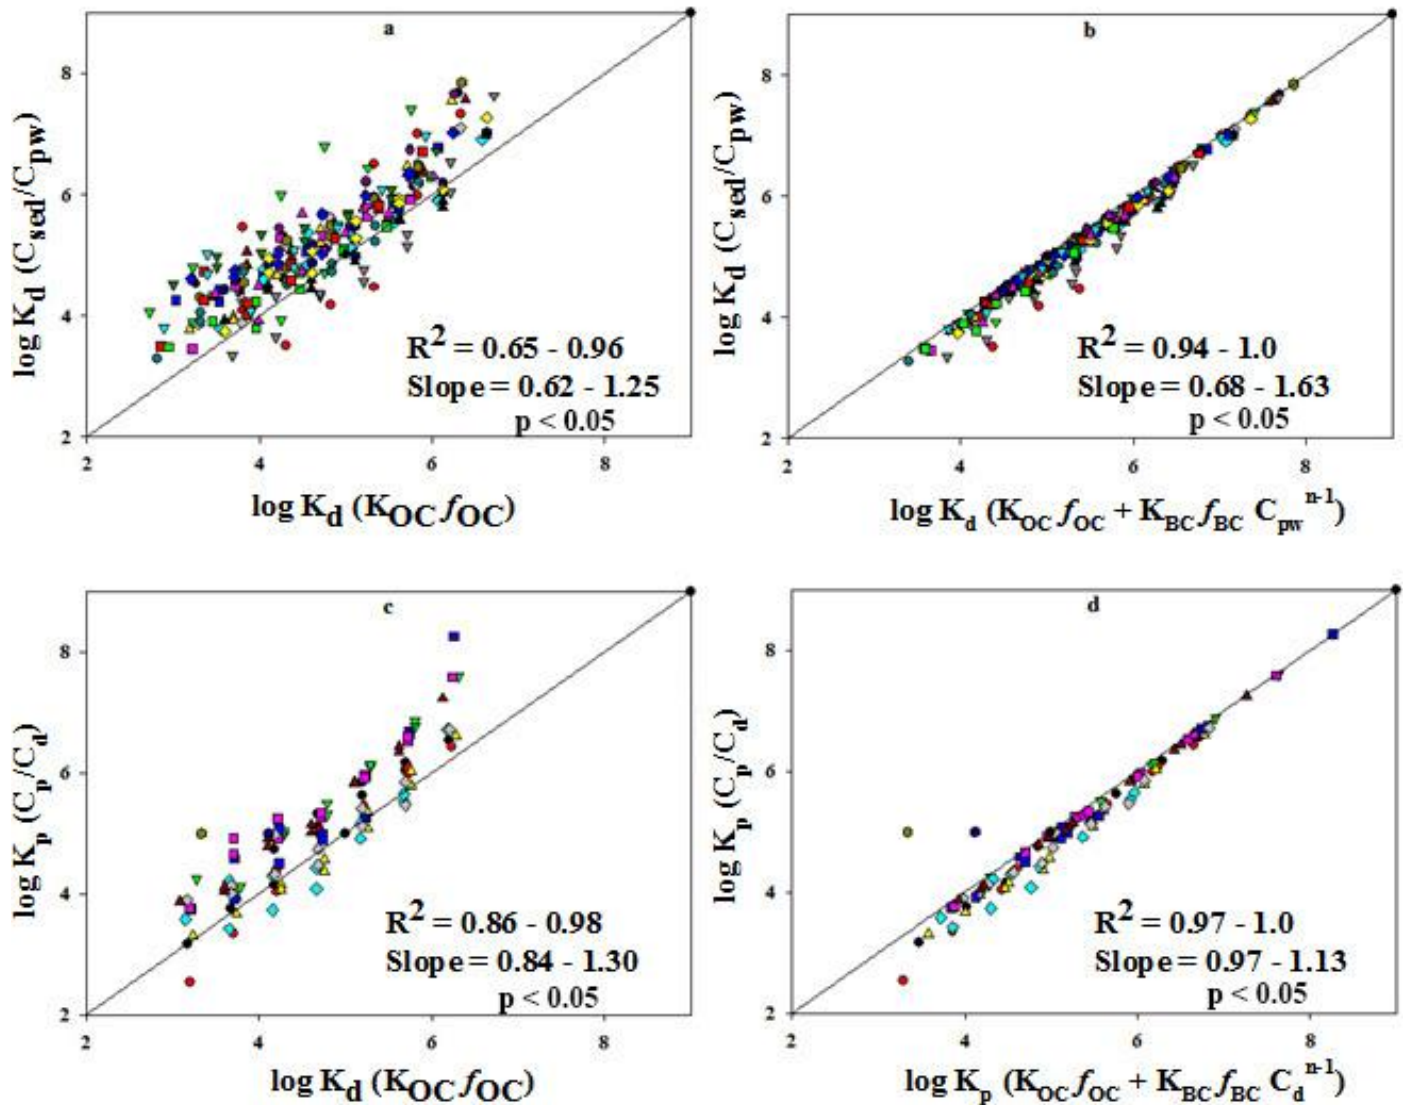 a
8
6
4
2
log K_d (C_sed/C_pw)
R² = 0.65 - 0.96
Slope = 0.62 - 1.25
p < 0.05
2 4 6 8
log K_d (K_OC f_OC)
b
8
6
4
2
log K_d (C_sed/C_pw)
R² = 0.94 - 1.0
Slope = 0.68 - 1.63
p < 0.05
2 4 6 8
log K_d (K_OC f_OC + K_BC f_BC C_pw^n-1)
c
8
6
4
2
log K_p (C_p/C_d)
R² = 0.86 - 0.98
Slope = 0.84 - 1.30
p < 0.05
2 4 6 8
log K_d (K_OC f_OC)
d
8
6
4
2
log K_p (C_p/C_d)
R² = 0.97 - 1.0
Slope = 0.97 - 1.13
p < 0.05
2 4 6 8
log K_p (K_OC f_OC + K_BC f_BC C_d^n-1)